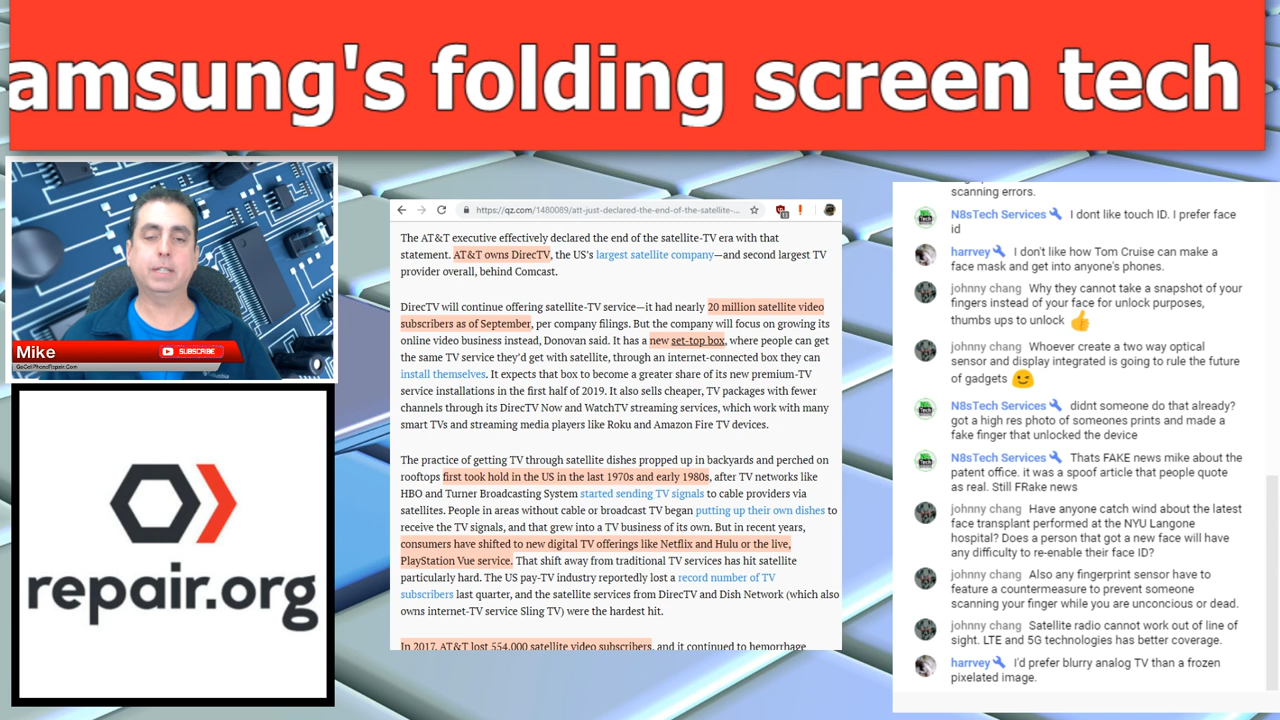 amsung's folding screen tech
Mike
SUBSCRIBE
GoCellPhoneRepair.Com
repair.org
https://qz.com/1480089/att-just-declared-the-end-of-the-satellite-...
The AT&T executive effectively declared the end of the satellite-TV era with that
statement. AT&T owns DirecTV, the US's largest satellite company—and second largest TV
provider overall, behind Comcast.
DirecTV will continue offering satellite-TV service—it had nearly 20 million satellite video
subscribers as of September, per company filings. But the company will focus on growing its
online video business instead, Donovan said. It has a new set-top box, where people can get
the same TV service they'd get with satellite, through an internet-connected box they can
install themselves. It expects that box to become a greater share of its new premium-TV
service installations in the first half of 2019. It also sells cheaper, TV packages with fewer
channels through its DirecTV Now and WatchTV streaming services, which work with many
smart TVs and streaming media players like Roku and Amazon Fire TV devices.
The practice of getting TV through satellite dishes propped up in backyards and perched on
rooftops first took hold in the US in the last 1970s and early 1980s, after TV networks like
HBO and Turner Broadcasting System started sending TV signals to cable providers via
satellites. People in areas without cable or broadcast TV began putting up their own dishes to
receive the TV signals, and that grew into a TV business of its own. But in recent years,
consumers have shifted to new digital TV offerings like Netflix and Hulu or the live,
PlayStation Vue service. That shift away from traditional TV services has hit satellite
particularly hard. The US pay-TV industry reportedly lost a record number of TV
subscribers last quarter, and the satellite services from DirecTV and Dish Network (which also
owns internet-TV service Sling TV) were the hardest hit.
In 2017, AT&T lost 554,000 satellite video subscribers, and it continued to hemorrhage
scanning errors.
N8sTech Services I dont like touch ID. I prefer face
id
harrvey I don't like how Tom Cruise can make a
face mask and get into anyone's phones.
johnny chang Why they cannot take a snapshot of your
fingers instead of your face for unlock purposes,
thumbs ups to unlock 👍
johnny chang Whoever create a two way optical
sensor and display integrated is going to rule the future
of gadgets 😉
N8sTech Services didnt someone do that already?
got a high res photo of someones prints and made a
fake finger that unlocked the device
N8sTech Services Thats FAKE news mike about the
patent office. it was a spoof article that people quote
as real. Still FRake news
johnny chang Have anyone catch wind about the latest
face transplant performed at the NYU Langone
hospital? Does a person that got a new face will have
any difficulty to re-enable their face ID?
johnny chang Also any fingerprint sensor have to
feature a countermeasure to prevent someone
scanning your finger while you are unconcious or dead.
johnny chang Satellite radio cannot work out of line of
sight. LTE and 5G technologies has better coverage.
harrvey I'd prefer blurry analog TV than a frozen
pixelated image.